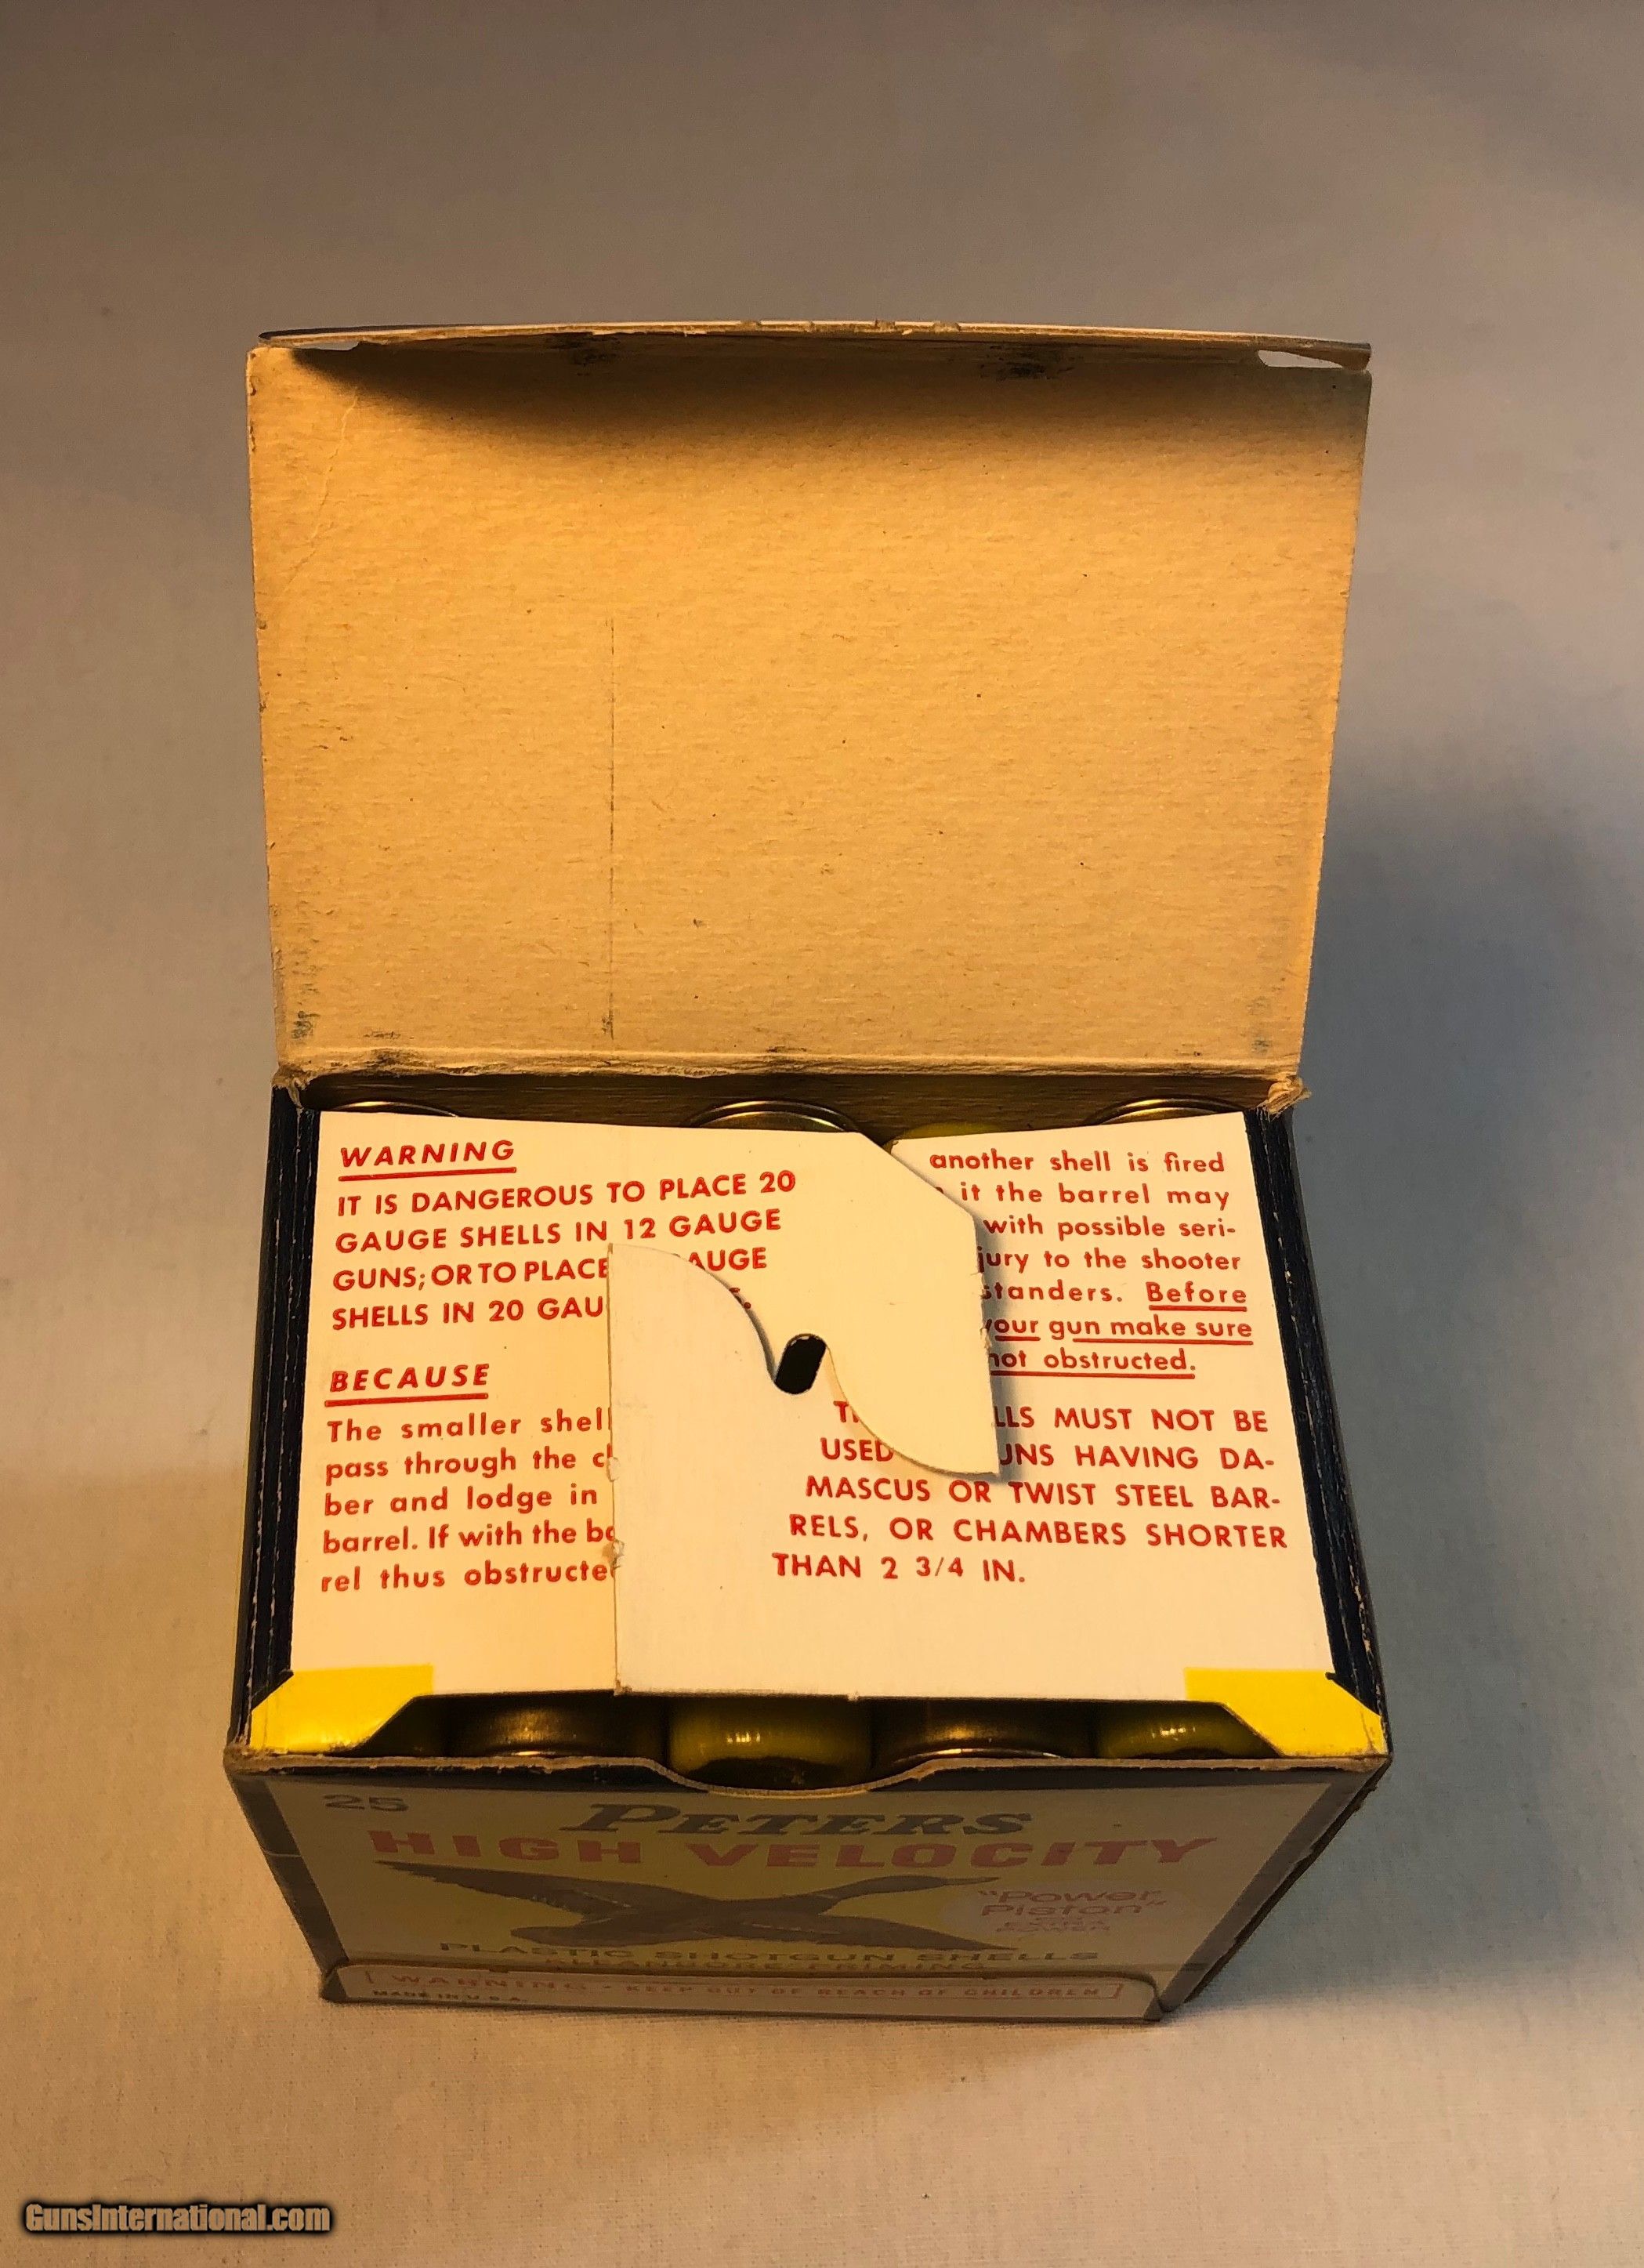 WARNING
IT IS DANGEROUS TO PLACE 20
GAUGE SHELLS IN 12 GAUGE
GUNS; OR TO PLACE AUGE
SHELLS IN 20 GAU
BECAUSE
The smaller shell
pass through the c
ber and lodge in
barrel. If with the ba
rel thus obstructe
another shell is fired
it the barrel may
with possible seri-
jury to the shooter
standers. Before
your gun make sure
not obstructed.
LLS MUST NOT BE
USED UNS HAVING DA-
MASCUS OR TWIST STEEL BAR-
RELS, OR CHAMBERS SHORTER
THAN 2 3/4 IN.
25
PETERS
HIGH VELOCITY
"Power
Piston"
EXTRA
POWER
PLASTIC SHOTGUN SHELLS
PRIMING
WARNING - KEEP OUT OF REACH OF CHILDREN
MADE IN U.S.A.
GunsInternational.com